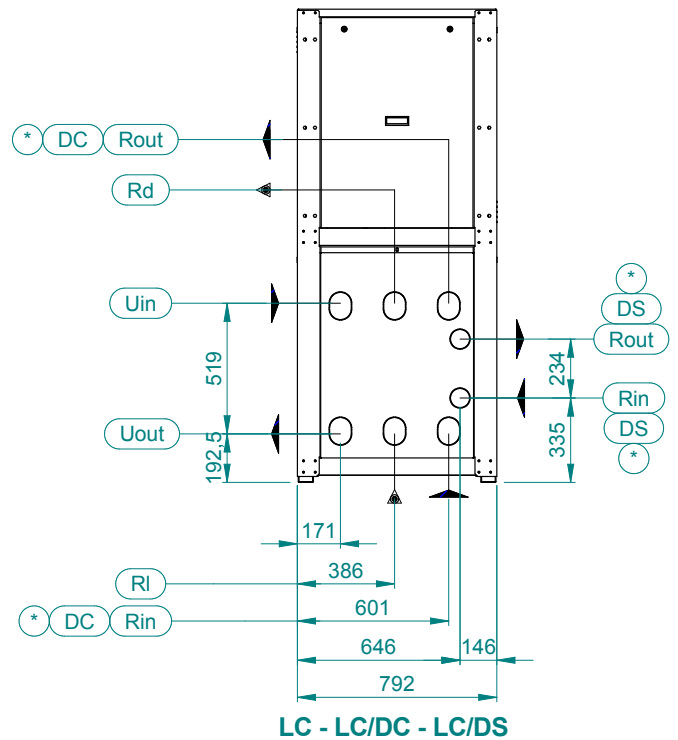 * DC Rout
Rd
Uin
*
DS
Rout
519
234
Rin
Uout
DS
192,5
335
*
171
Rl
386
* DC Rin
601
646
146
792
LC - LC/DC - LC/DS